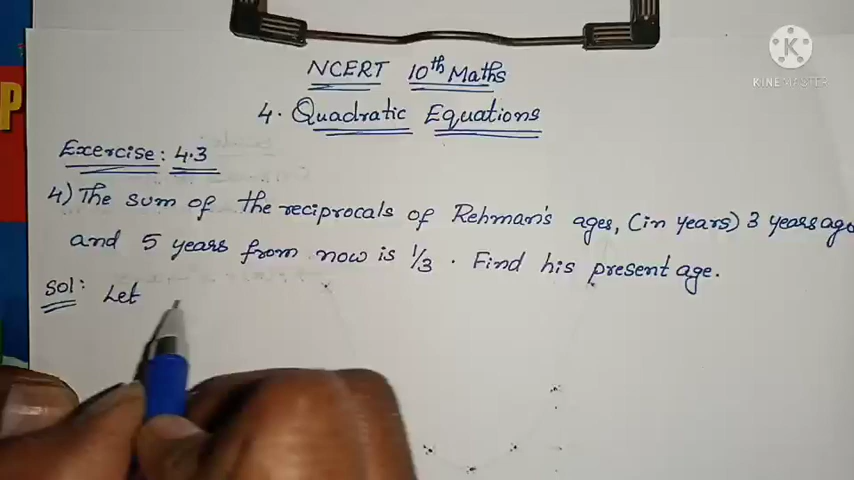 NCERT 10th Maths
4. Quadratic Equations
Exercise: 4.3
4) The sum of the reciprocals of Rehman's ages, (in years) 3 years ago
and 5 years from now is 1/3. Find his present age.
Sol: Let
P
K
KINEMASTER